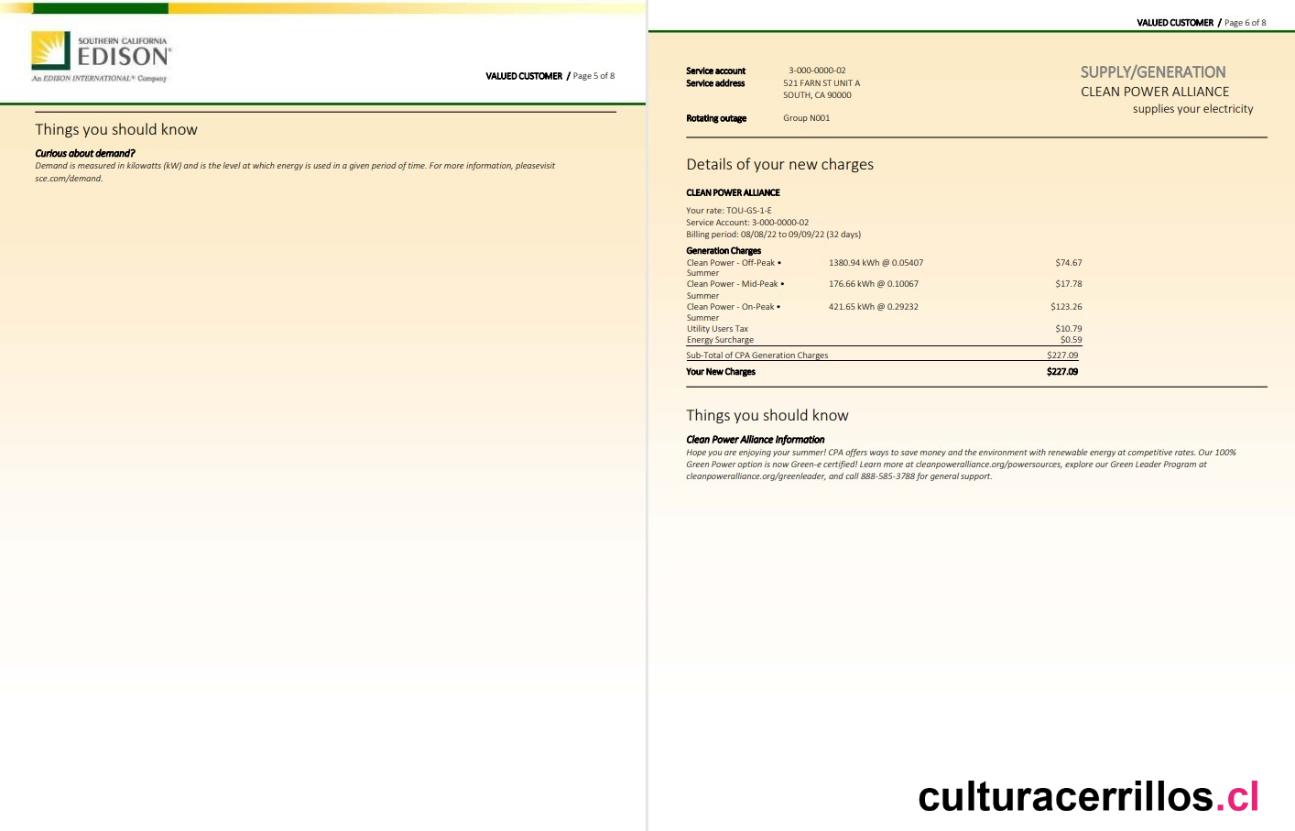 SOUTHERN CALIFORNIA
EDISON®
An EDISON INTERNATIONAL® Company
VALUED CUSTOMER / Page 5 of 8
Things you should know
Curious about demand?
Demand is measured in kilowatts (kW) and is the level at which energy is used in a given period of time. For more information, pleasevisit
sce.com/demand.
VALUED CUSTOMER / Page 6 of 8
Service account 3-000-0000-02
Service address 521 FARN ST UNIT A
SOUTH, CA 90000
Rotating outage Group N001
SUPPLY/GENERATION
CLEAN POWER ALLIANCE
supplies your electricity
Details of your new charges
CLEAN POWER ALLIANCE
Your rate: TOU-GS-1-E
Service Account: 3-000-0000-02
Billing period: 08/08/22 to 09/09/22 (32 days)
Generation Charges
Clean Power - Off-Peak • 1380.94 kWh @ 0.05407 $74.67
Summer
Clean Power - Mid-Peak • 176.66 kWh @ 0.10067 $17.78
Summer
Clean Power - On-Peak • 421.65 kWh @ 0.29232 $123.26
Summer
Utility Users Tax $10.79
Energy Surcharge $0.59
Sub-Total of CPA Generation Charges $227.09
Your New Charges $227.09
Things you should know
Clean Power Alliance Information
Hope you are enjoying your summer! CPA offers ways to save money and the environment with renewable energy at competitive rates. Our 100%
Green Power option is now Green-e certified! Learn more at cleanpoweralliance.org/powersources, explore our Green Leader Program at
cleanpoweralliance.org/greenleader, and call 888-585-3788 for general support.
culturacerrillos.cl